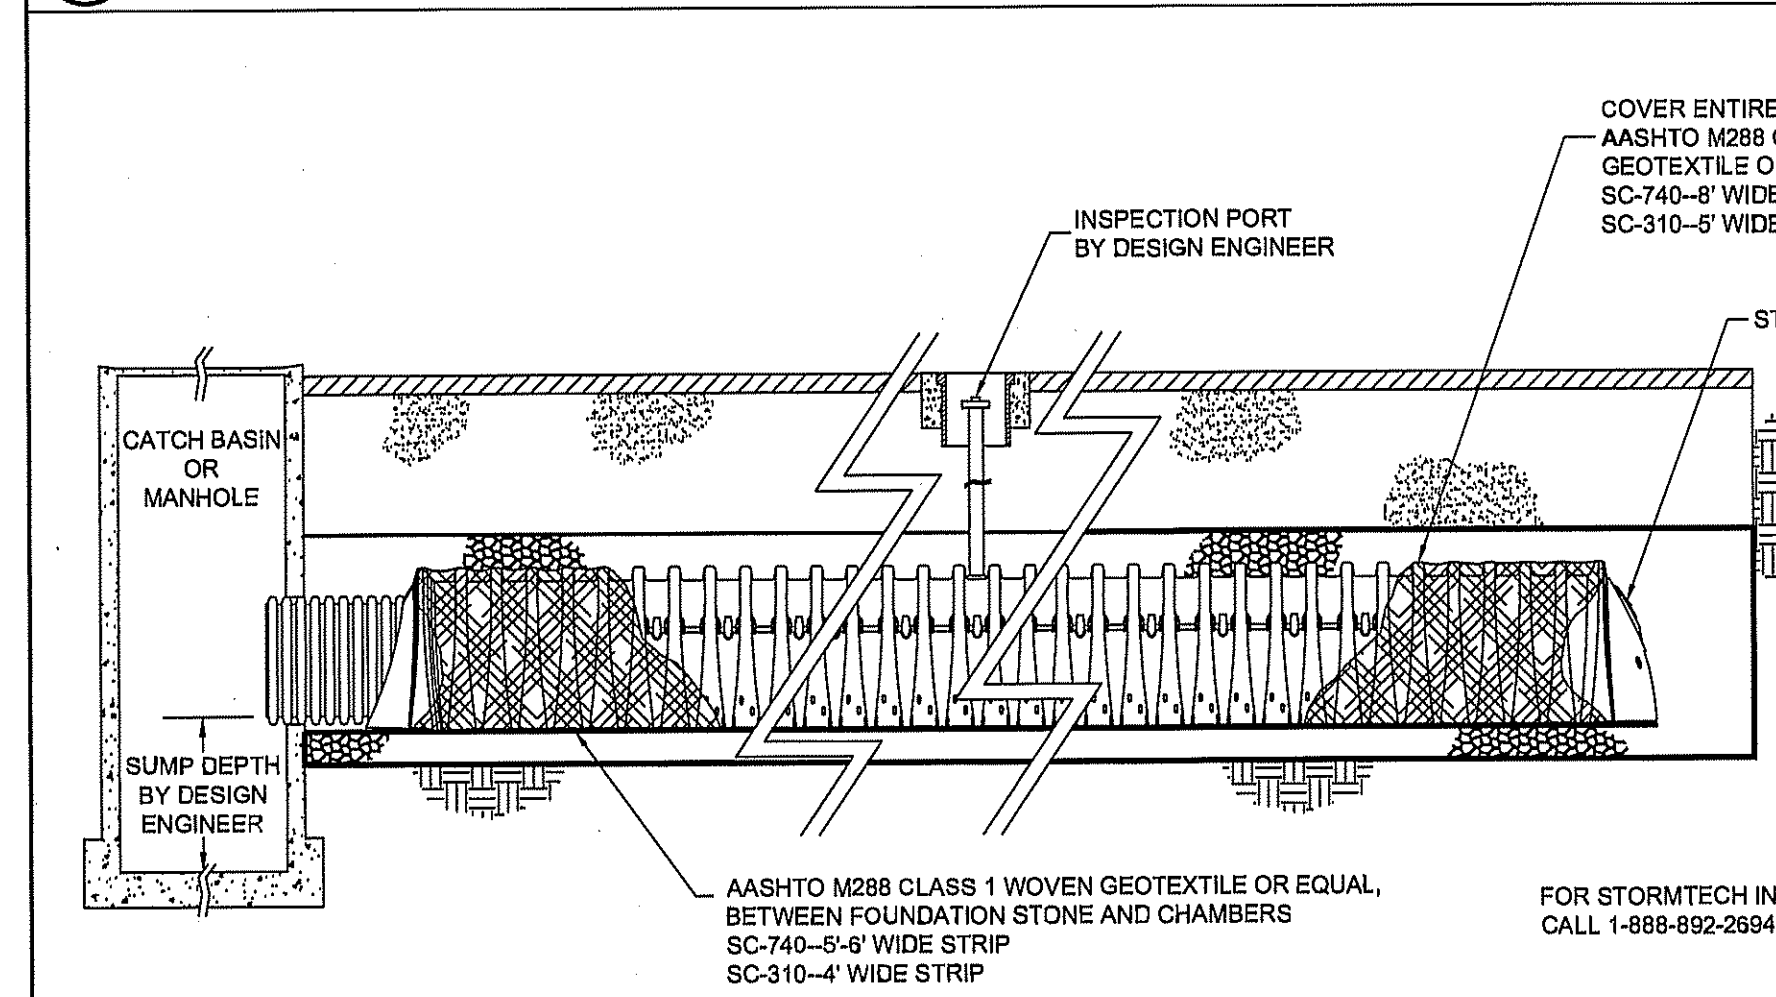 COVER ENTIRE
AASHTO M288
GEOTEXTILE
SC-740--8' WIDE
SC-310--5' WIDE
INSPECTION PORT
BY DESIGN ENGINEER
CATCH BASIN
OR
MANHOLE
SUMP DEPTH
BY DESIGN
ENGINEER
AASHTO M288 CLASS 1 WOVEN GEOTEXTILE OR EQUAL,
BETWEEN FOUNDATION STONE AND CHAMBERS
SC-740--5'-6' WIDE STRIP
SC-310--4' WIDE STRIP
FOR STORMTECH
CALL 1-888-892-2694